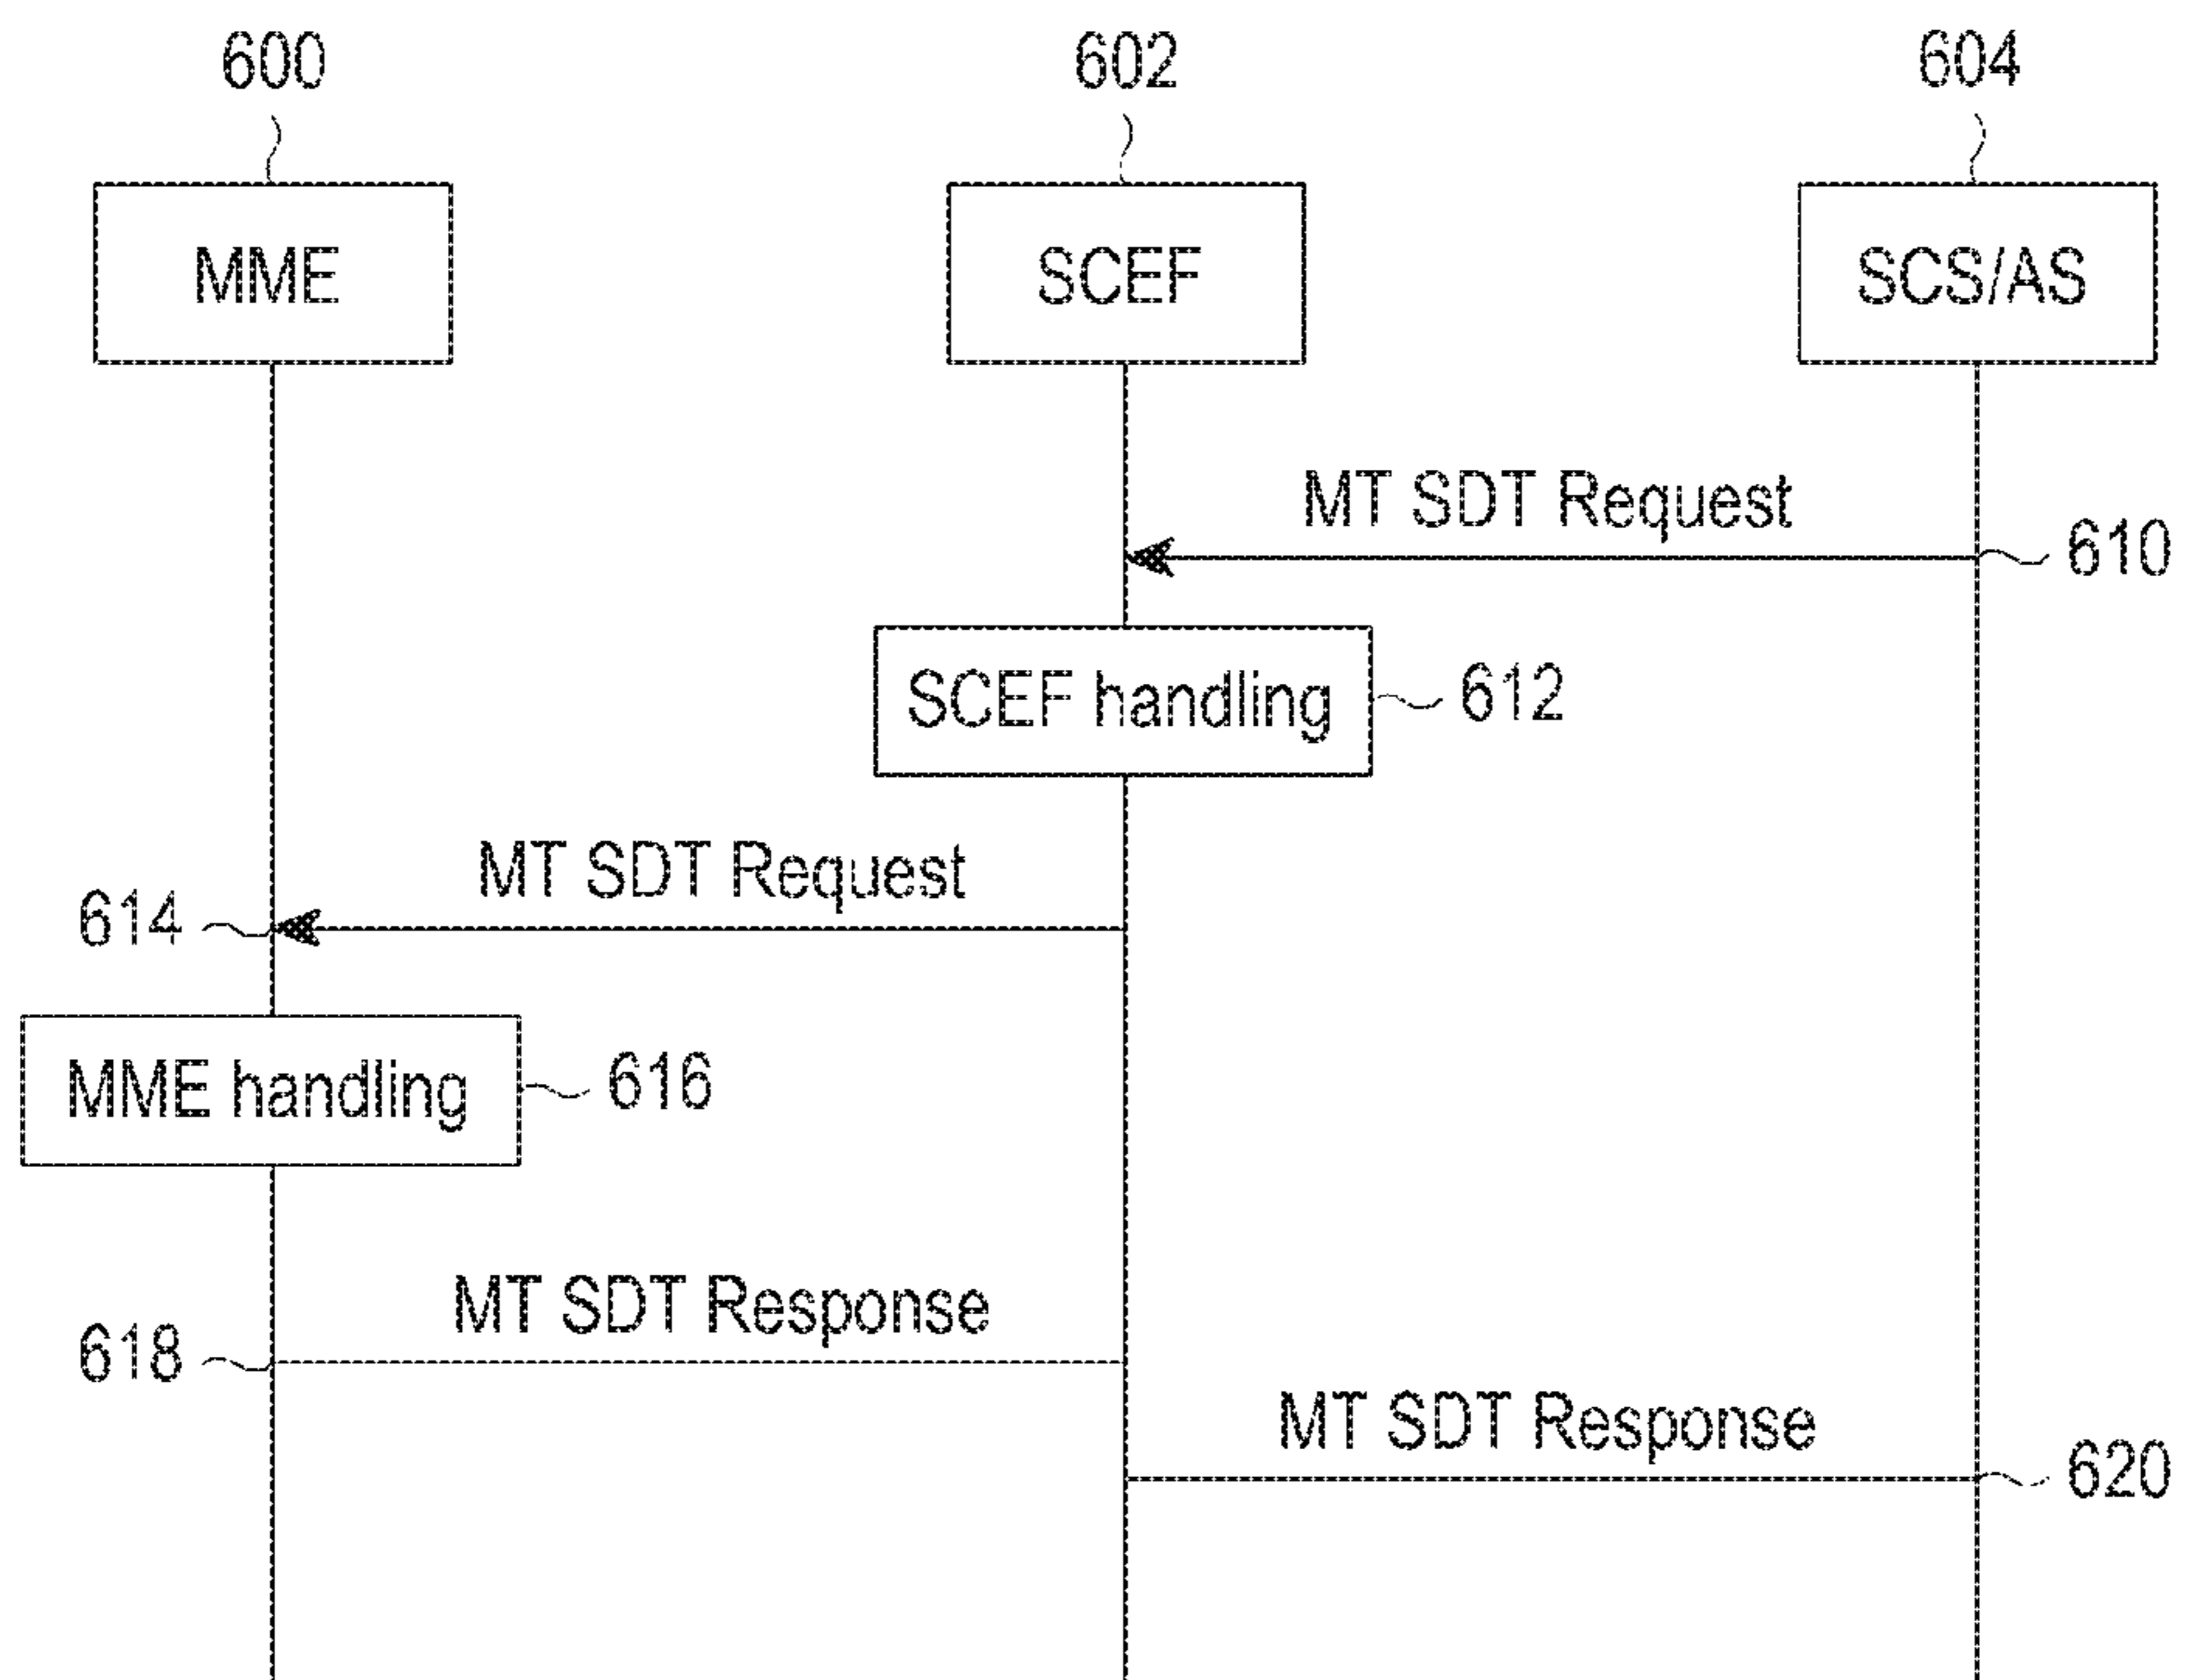 600 602 604
MME SCEF SCS/AS
MT SDT Request
610
SCEF handling 612
MT SDT Request
614
MME handling 616
MT SDT Response
618
MT SDT Response
620